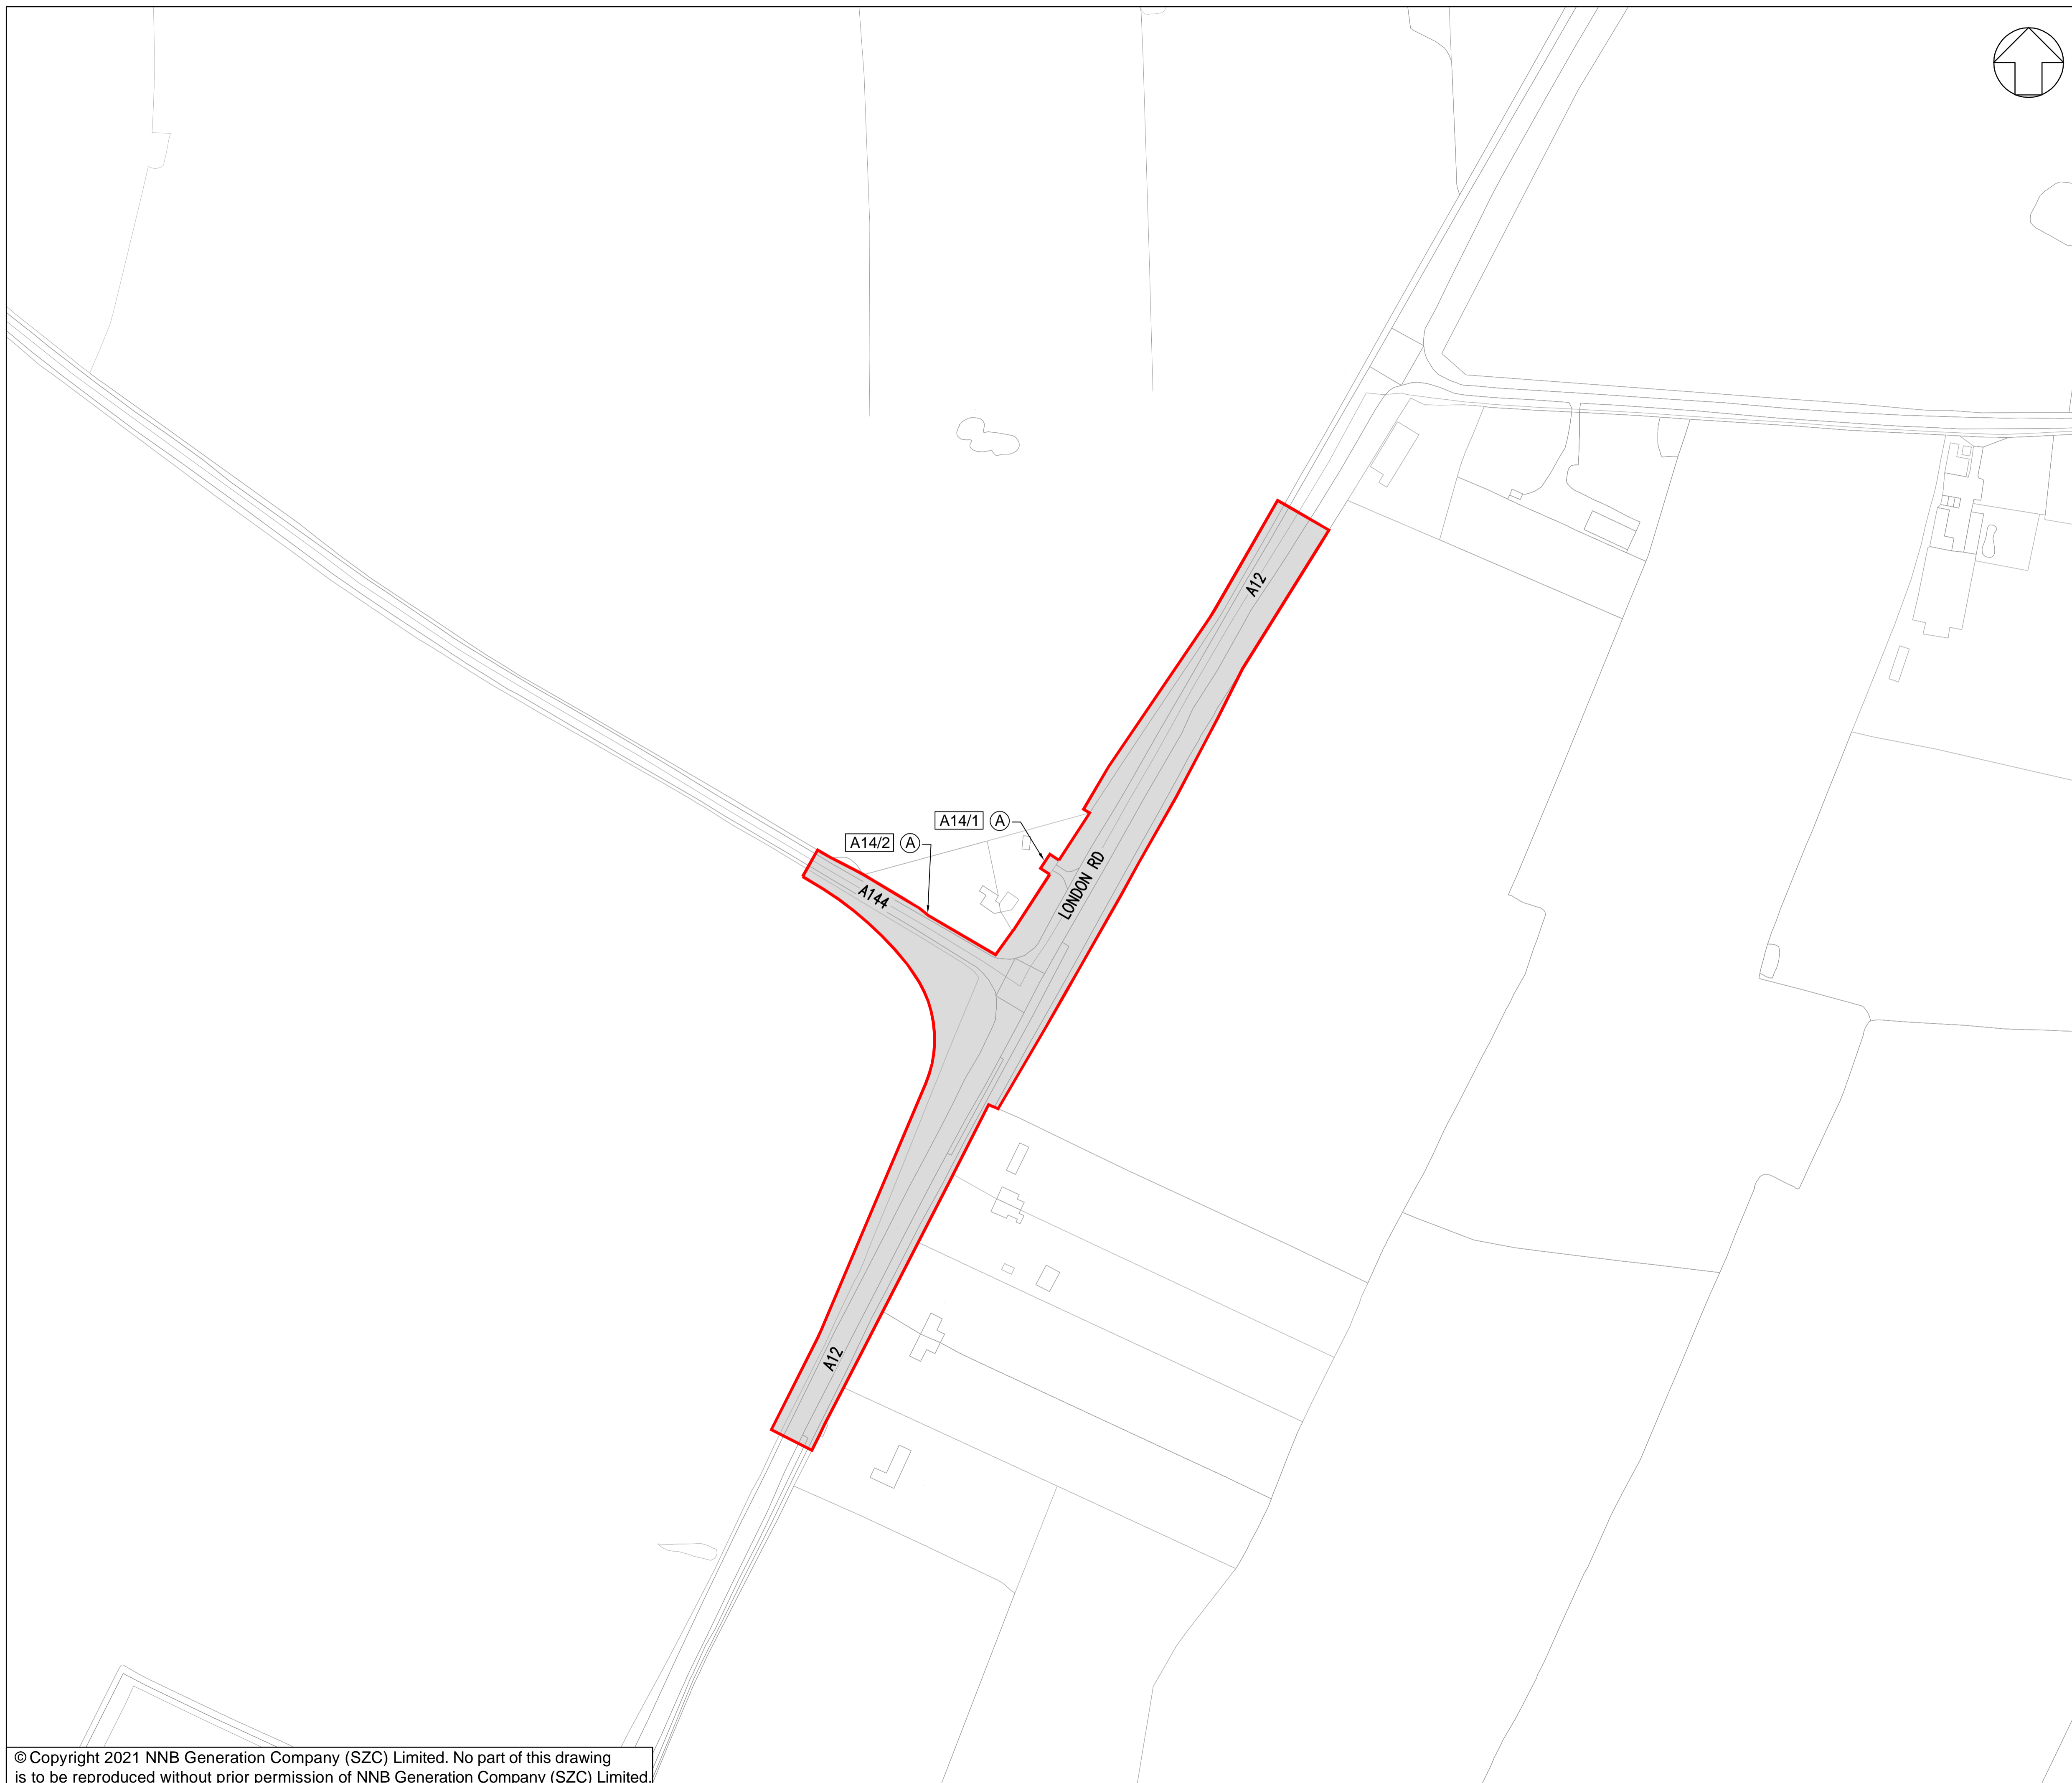 A12
A14/1 A
A14/2 A
LONDON RD
A144
A12
© Copyright 2021 NNB Generation Company (SZC) Limited. No part of this drawing
is to be reproduced without prior permission of NNB Generation Company (SZC) Limited.